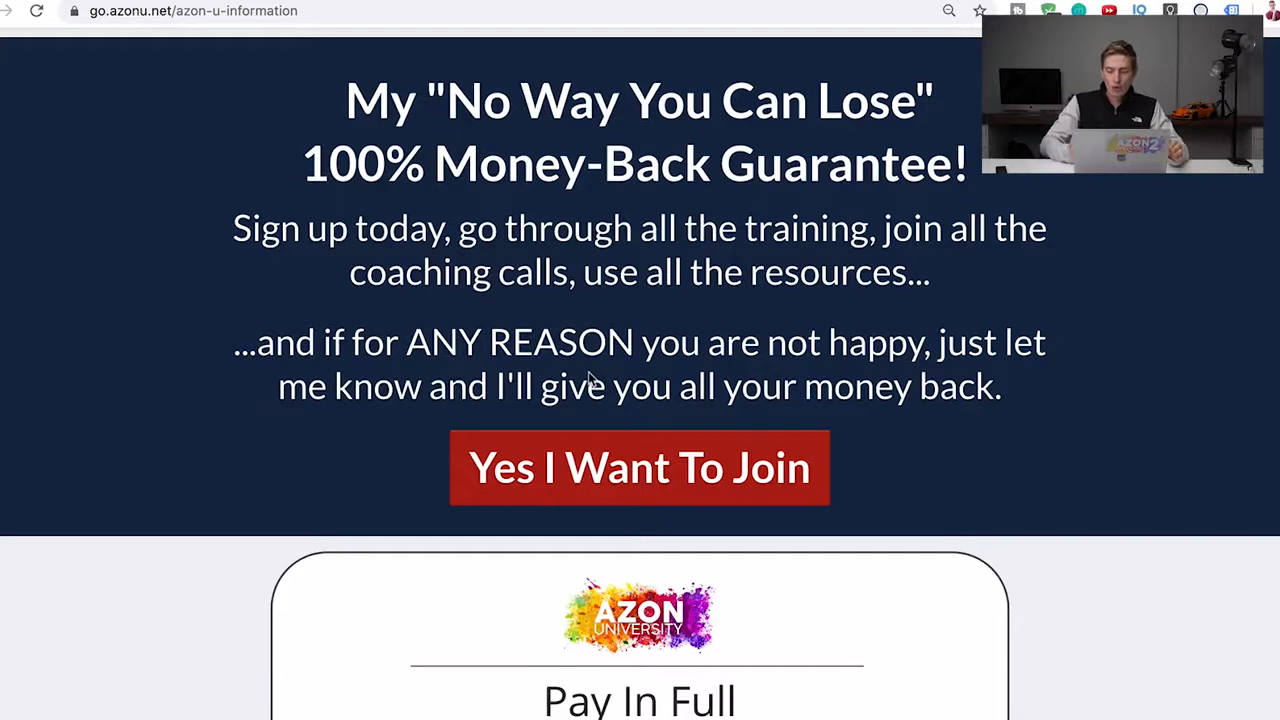 go.azonu.net/azon-u-information
My "No Way You Can Lose"
100% Money-Back Guarantee!
AZON2
Sign up today, go through all the training, join all the
coaching calls, use all the resources...
...and if for ANY REASON you are not happy, just let
me know and I'll give you all your money back.
Yes I Want To Join
AZON
UNIVERSITY
Pay In Full